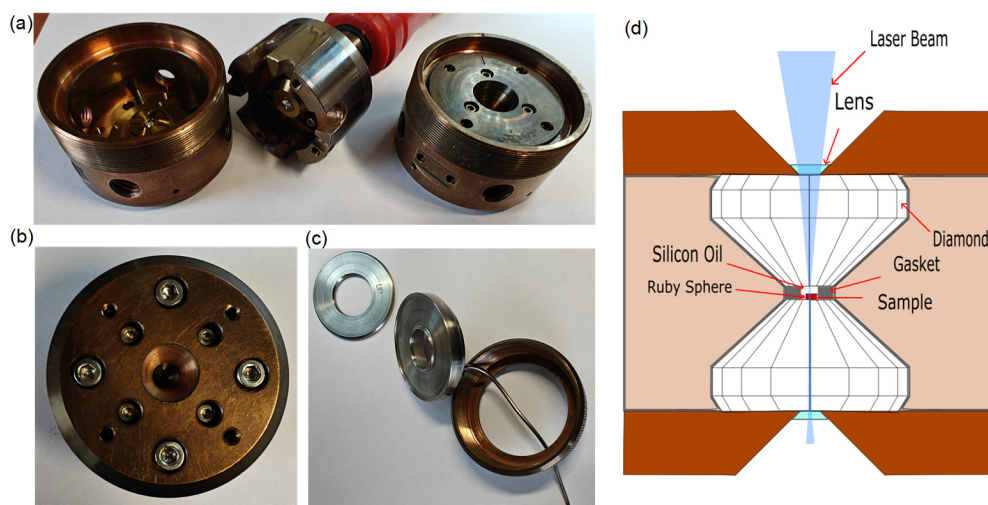 (a)
(b)
(c)
(d)
Laser Beam
Lens
Diamond
Silicon Oil
Gasket
Ruby Sphere
Sample